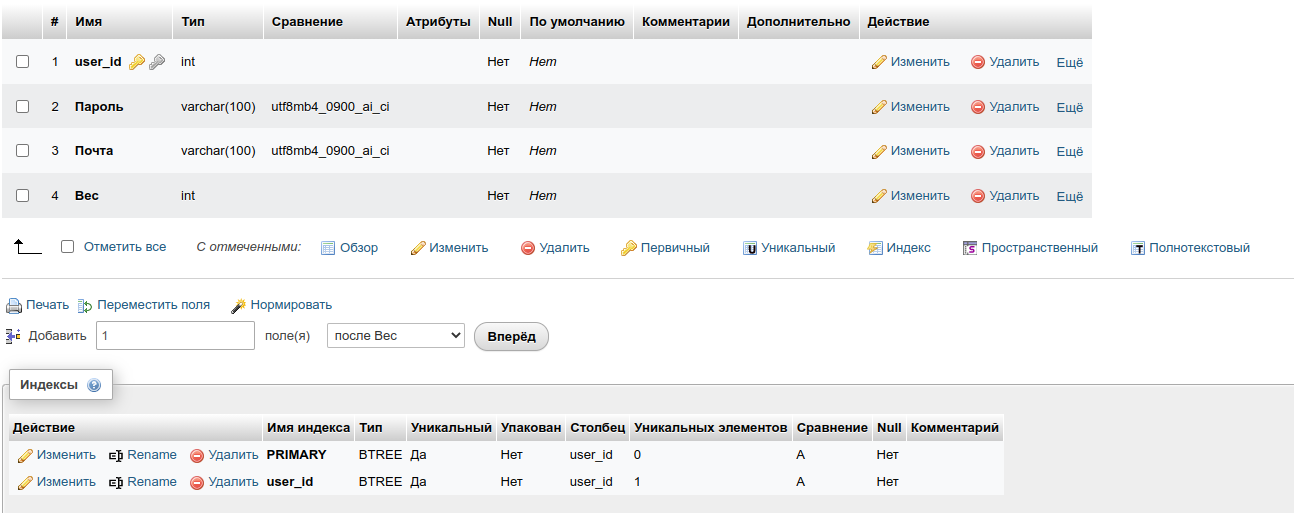 # Имя Тип Сравнение Атрибуты Null По умолчанию Комментарии Дополнительно Действие
1 user_id int Нет Нет Изменить Удалить Ещё
2 Пароль varchar(100) utf8mb4_0900_ai_ci Нет Нет Изменить Удалить Ещё
3 Почта varchar(100) utf8mb4_0900_ai_ci Нет Нет Изменить Удалить Ещё
4 Вес int Нет Нет Изменить Удалить Ещё
Отметить все С отмеченными: Обзор Изменить Удалить Первичный U Уникальный Индекс S Пространственный T Полнотекстовый
Печать Переместить поля Нормировать
Добавить 1 поле(я) после Вес Вперёд
Индексы ?
Действие Имя индекса Тип Уникальный Упакован Столбец Уникальных элементов Сравнение Null Комментарий
Изменить Rename Удалить PRIMARY BTREE Да Нет user_id 0 A Нет
Изменить Rename Удалить user_id BTREE Да Нет user_id 1 A Нет